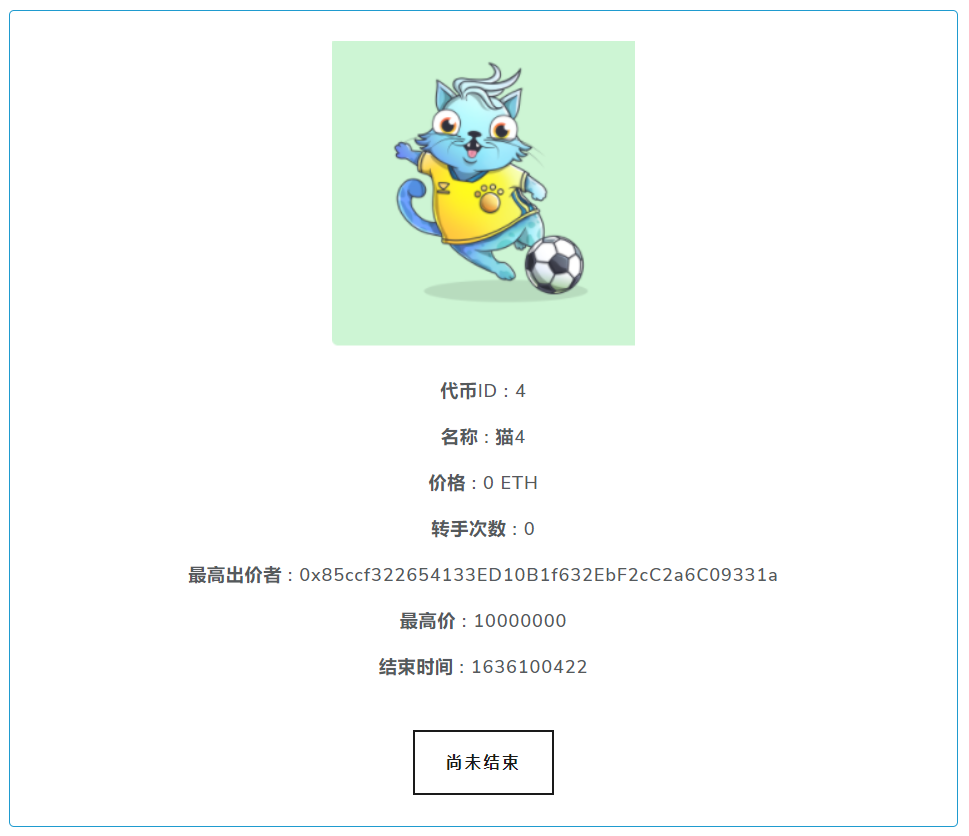 代币ID：4
名称：猫4
价格：0 ETH
转手次数：0
最高出价者：0x85ccf322654133ED10B1f632EbF2cC2a6C09331a
最高价：10000000
结束时间：1636100422
尚未结束